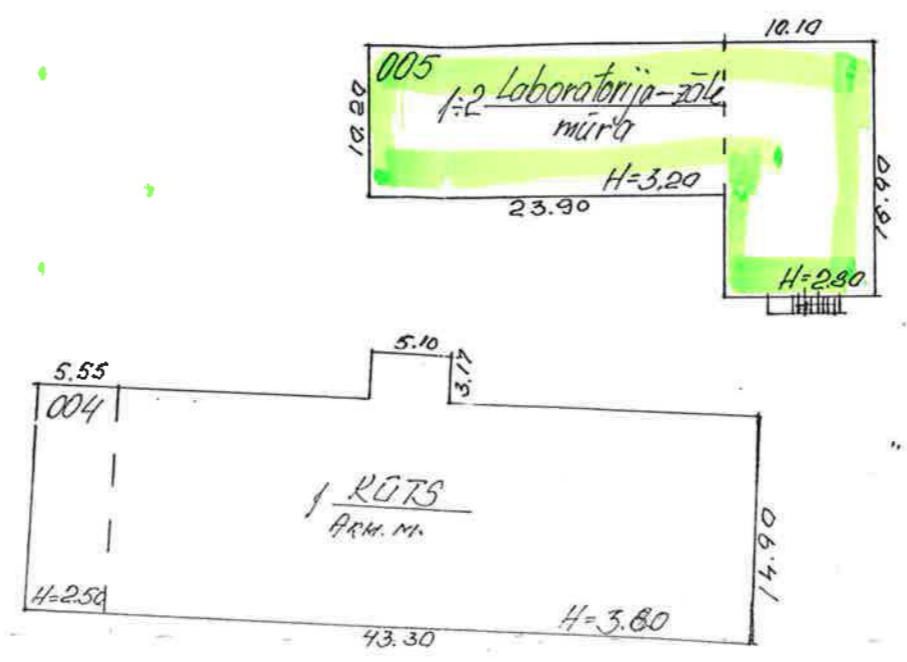 10.10
005
10.20
1÷2 Laboratorija-zāle
mūra
H=3,20
23.90
16.90
H=2.80
5.10
3.17
5.55
004
1 KŪTS
Akm. m.
14.90
H=2.50
H=3.80
43.30